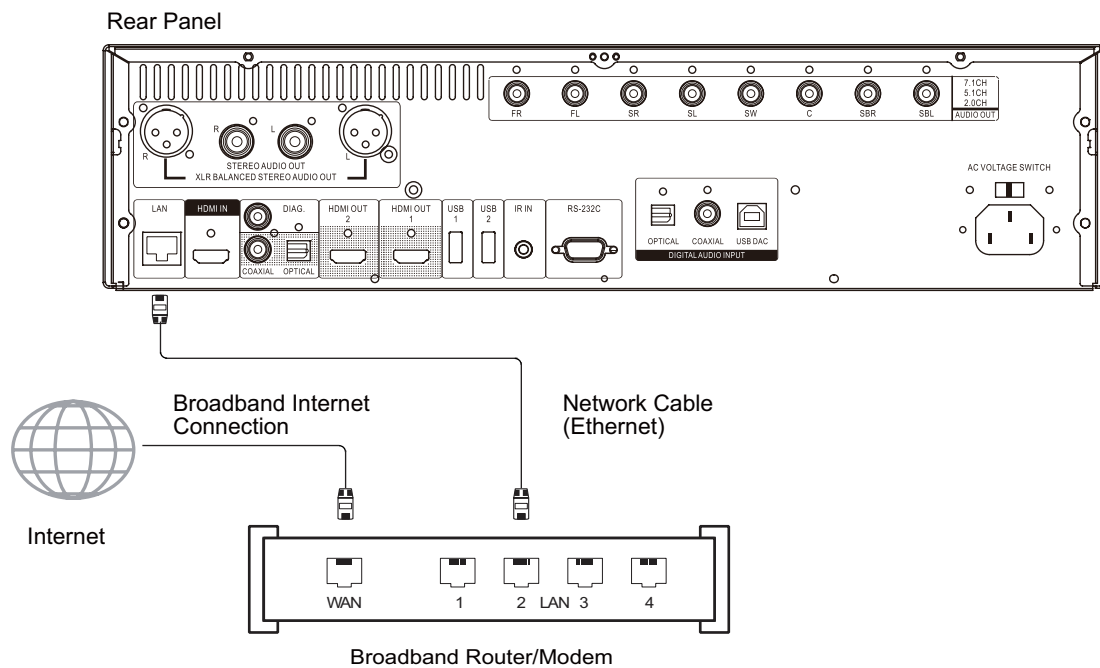 Rear Panel
FR FL SR SL SW C SBR SBL
7.1CH
5.1CH
2.0CH
AUDIO OUT
R R L L
STEREO AUDIO OUT
XLR BALANCED STEREO AUDIO OUT
AC VOLTAGE SWITCH
LAN HDMI IN DIAG. HDMI OUT 2 HDMI OUT 1 USB 1 USB 2 IR IN RS-232C
COAXIAL OPTICAL
OPTICAL COAXIAL USB DAC
DIGITAL AUDIO INPUT
Broadband Internet
Connection
Network Cable
(Ethernet)
Internet
WAN 1 2 LAN 3 4
Broadband Router/Modem